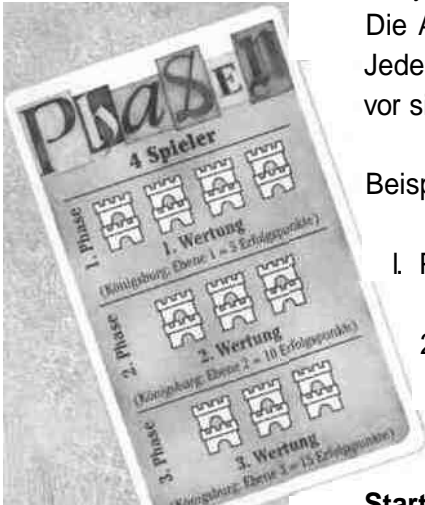 Phasen
4 Spieler
1. Phase
1. Wertung
(Königsburg: Ebene 1 = 5 Erfolgspunkte)
2. Phase
2. Wertung
(Königsburg: Ebene 2 = 10 Erfolgspunkte)
3. Phase
3. Wertung
(Königsburg: Ebene 3 = 15 Erfolgspunkte)
Die A
Jede
vor si
Beisp
I. F
2
Start